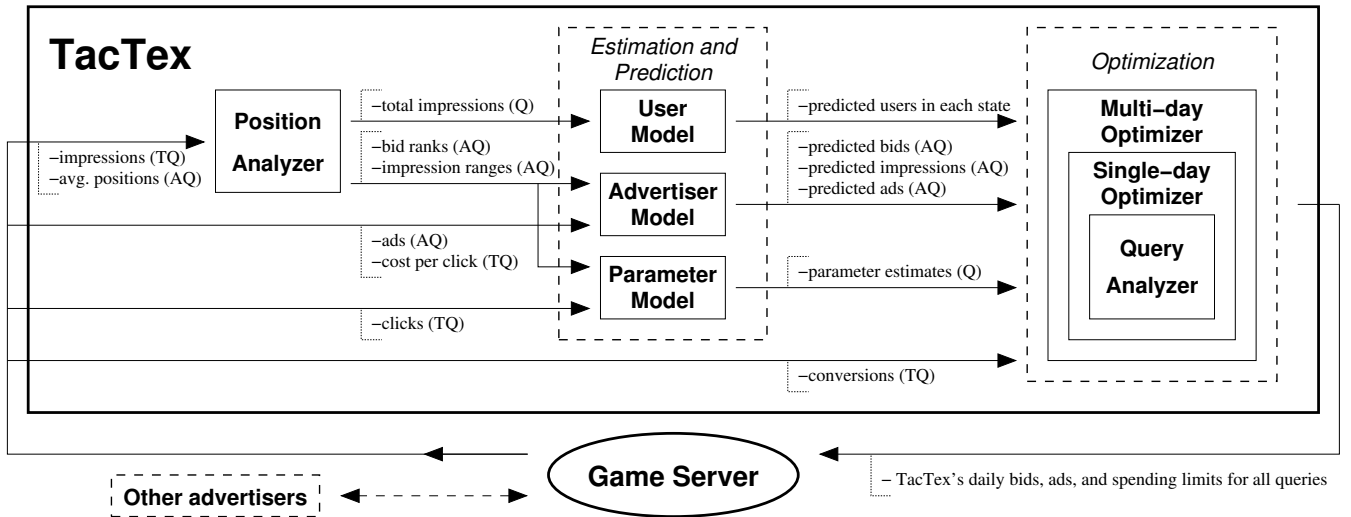 TacTex
Estimation and
Prediction
Optimization
Position
Analyzer
−impressions (TQ)
−avg. positions (AQ)
−total impressions (Q)
−bid ranks (AQ)
−impression ranges (AQ)
−ads (AQ)
−cost per click (TQ)
−clicks (TQ)
User
Model
Advertiser
Model
Parameter
Model
−predicted users in each state
−predicted bids (AQ)
−predicted impressions (AQ)
−predicted ads (AQ)
−parameter estimates (Q)
−conversions (TQ)
Multi−day
Optimizer
Single−day
Optimizer
Query
Analyzer
Game Server
Other advertisers
− TacTex's daily bids, ads, and spending limits for all queries